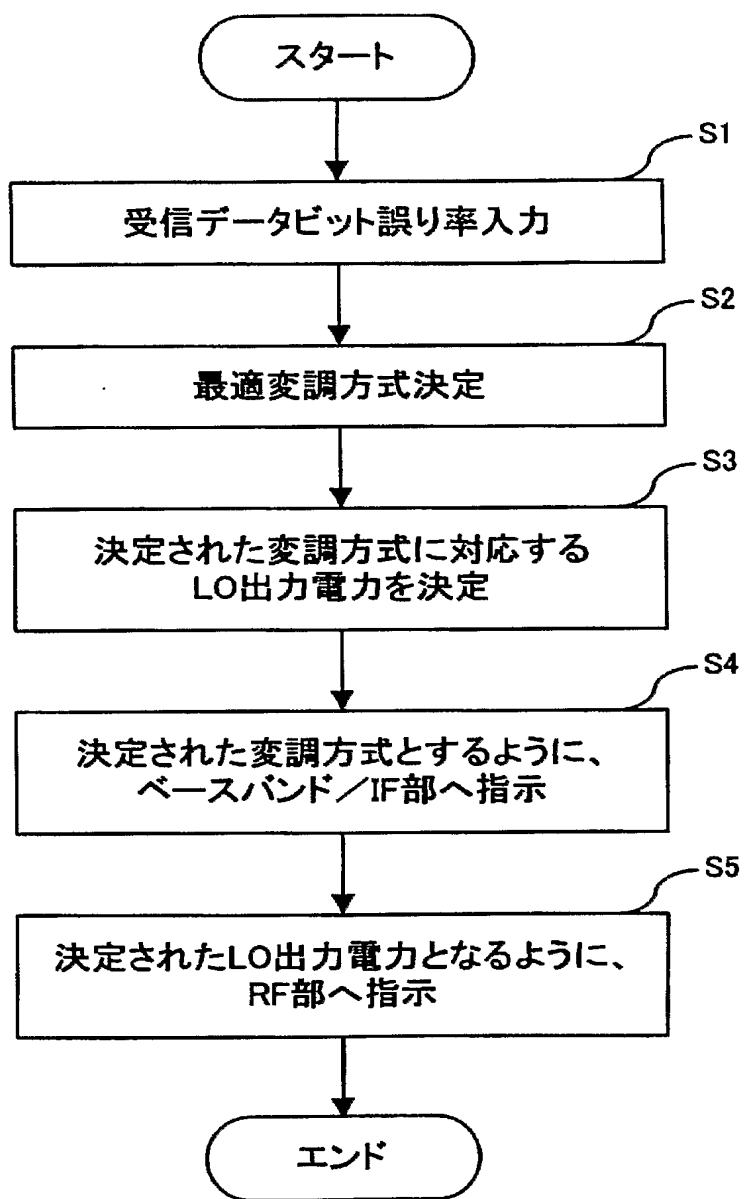 スタート
S1
受信データビット誤り率入力
S2
最適変調方式決定
S3
決定された変調方式に対応する
LO出力電力を決定
S4
決定された変調方式とするように、
ベースバンド／IF部へ指示
S5
決定されたLO出力電力となるように、
RF部へ指示
エンド